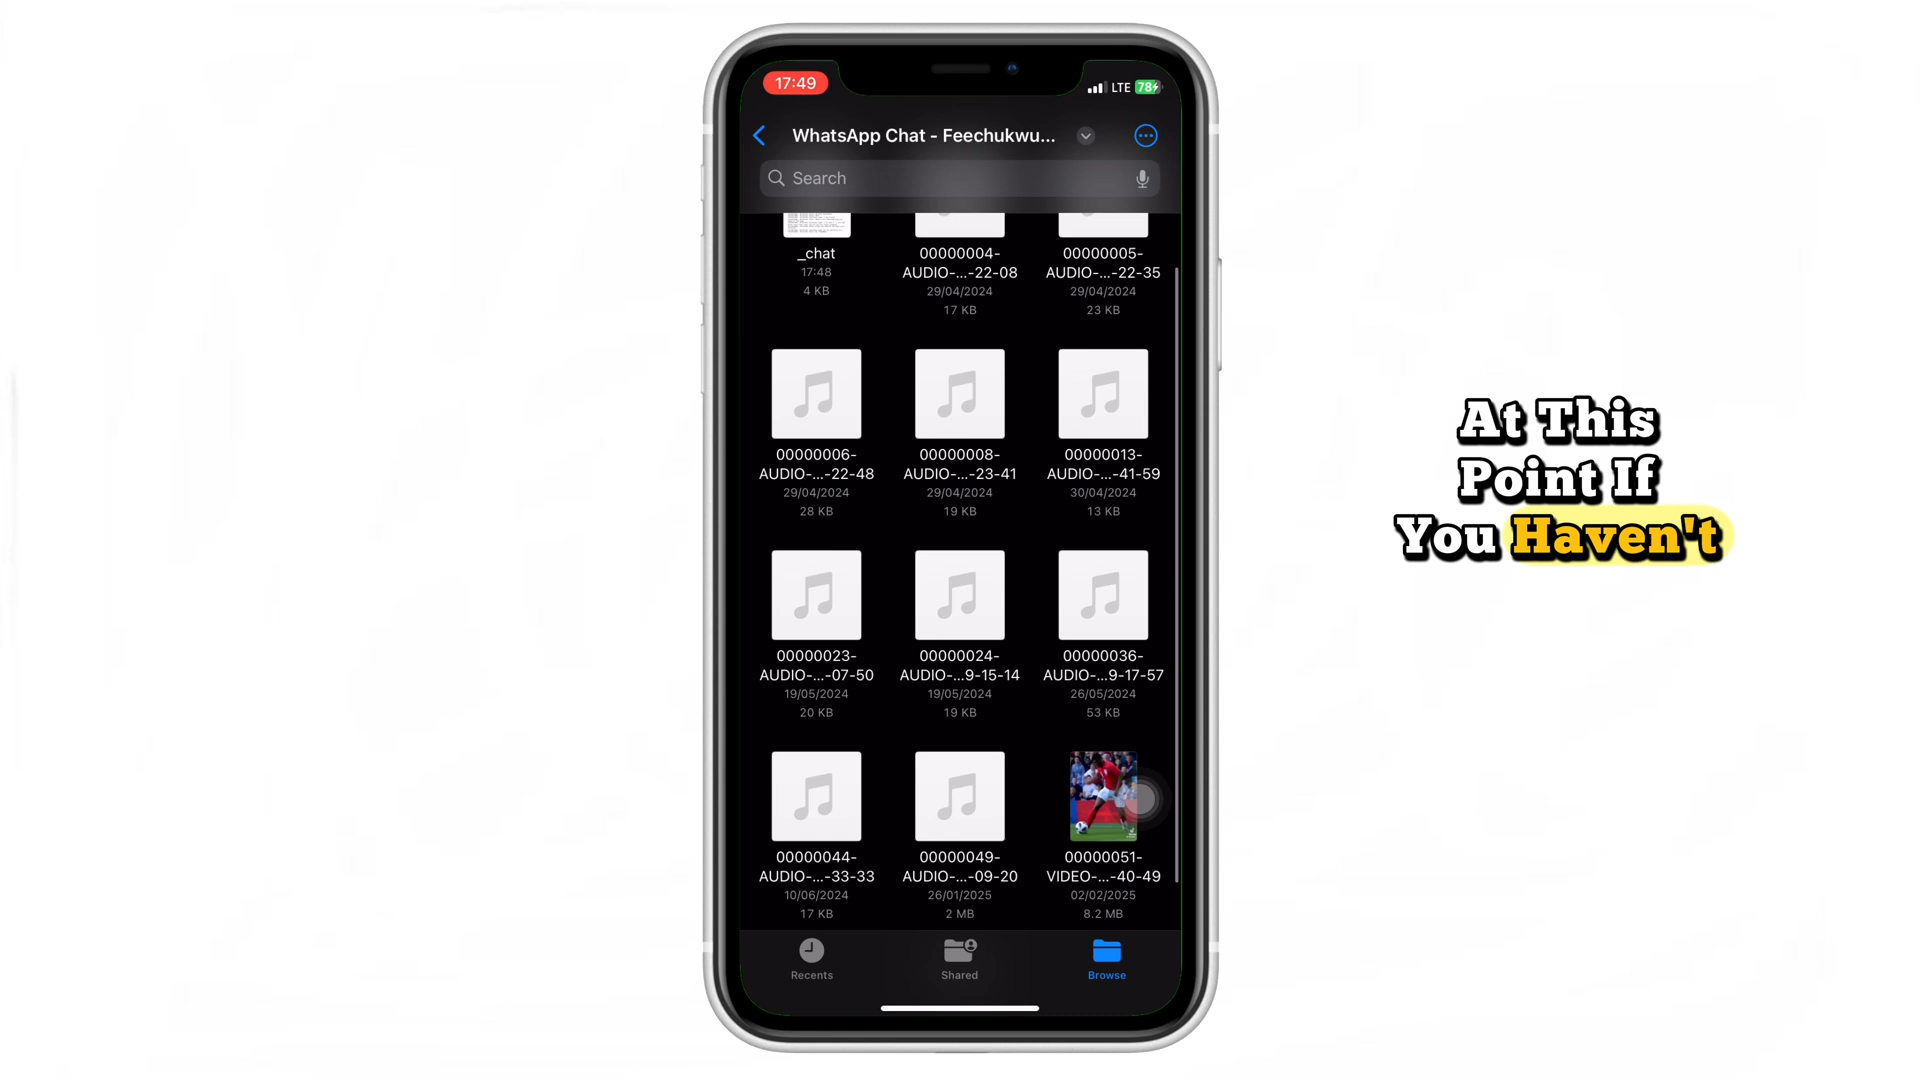 17:49
LTE 78
WhatsApp Chat - Feechukwu...
Search
_chat
17:48
4 KB
00000004-
AUDIO-...-22-08
29/04/2024
17 KB
00000005-
AUDIO-...-22-35
29/04/2024
23 KB
00000006-
AUDIO-...-22-48
29/04/2024
28 KB
00000008-
AUDIO-...-23-41
29/04/2024
19 KB
00000013-
AUDIO-...-41-59
30/04/2024
13 KB
00000023-
AUDIO-...-07-50
19/05/2024
20 KB
00000024-
AUDIO-...9-15-14
19/05/2024
19 KB
00000036-
AUDIO-...9-17-57
26/05/2024
53 KB
00000044-
AUDIO-...-33-33
10/06/2024
17 KB
00000049-
AUDIO-...-09-20
26/01/2025
2 MB
00000051-
VIDEO-...-40-49
02/02/2025
8.2 MB
Recents
Shared
Browse
At This
Point If
You Haven't